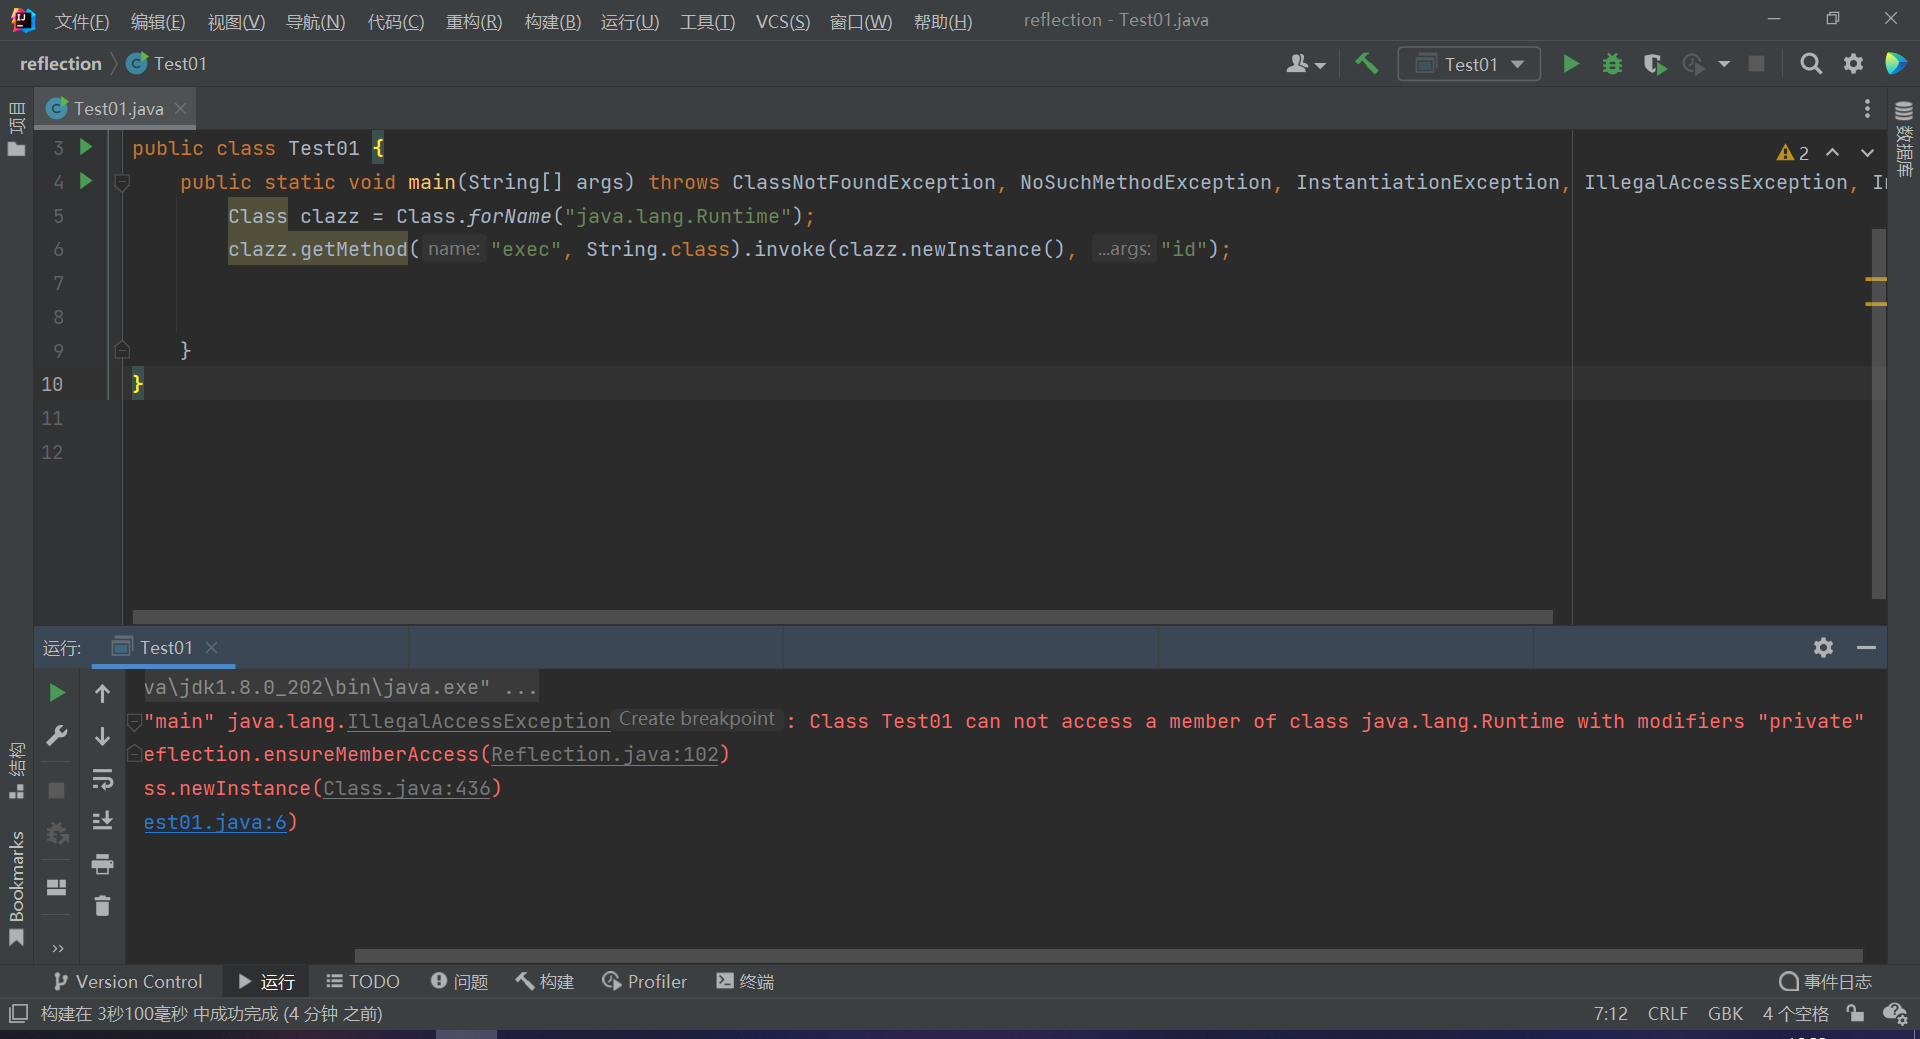 文件(F) 编辑(E) 视图(V) 导航(N) 代码(C) 重构(R) 构建(B) 运行(U) 工具(T) VCS(S) 窗口(W) 帮助(H) reflection - Test01.java
reflection Test01 Test01
项目
Test01.java
数据库
3 public class Test01 {
2
4 public static void main(String[] args) throws ClassNotFoundException, NoSuchMethodException, InstantiationException, IllegalAccessException, I
5 Class clazz = Class.forName("java.lang.Runtime");
6 clazz.getMethod( name: "exec", String.class).invoke(clazz.newInstance(), ...args: "id");
7
8
9 }
10 }
11
12
运行: Test01
va\jdk1.8.0_202\bin\java.exe" ...
"main" java.lang.IllegalAccessException Create breakpoint : Class Test01 can not access a member of class java.lang.Runtime with modifiers "private"
eflection.ensureMemberAccess(Reflection.java:102)
ss.newInstance(Class.java:436)
est01.java:6)
结构
Bookmarks
Version Control 运行 TODO 问题 构建 Profiler 终端 事件日志
构建在 3秒100毫秒 中成功完成 (4 分钟 之前) 7:12 CRLF GBK 4 个空格